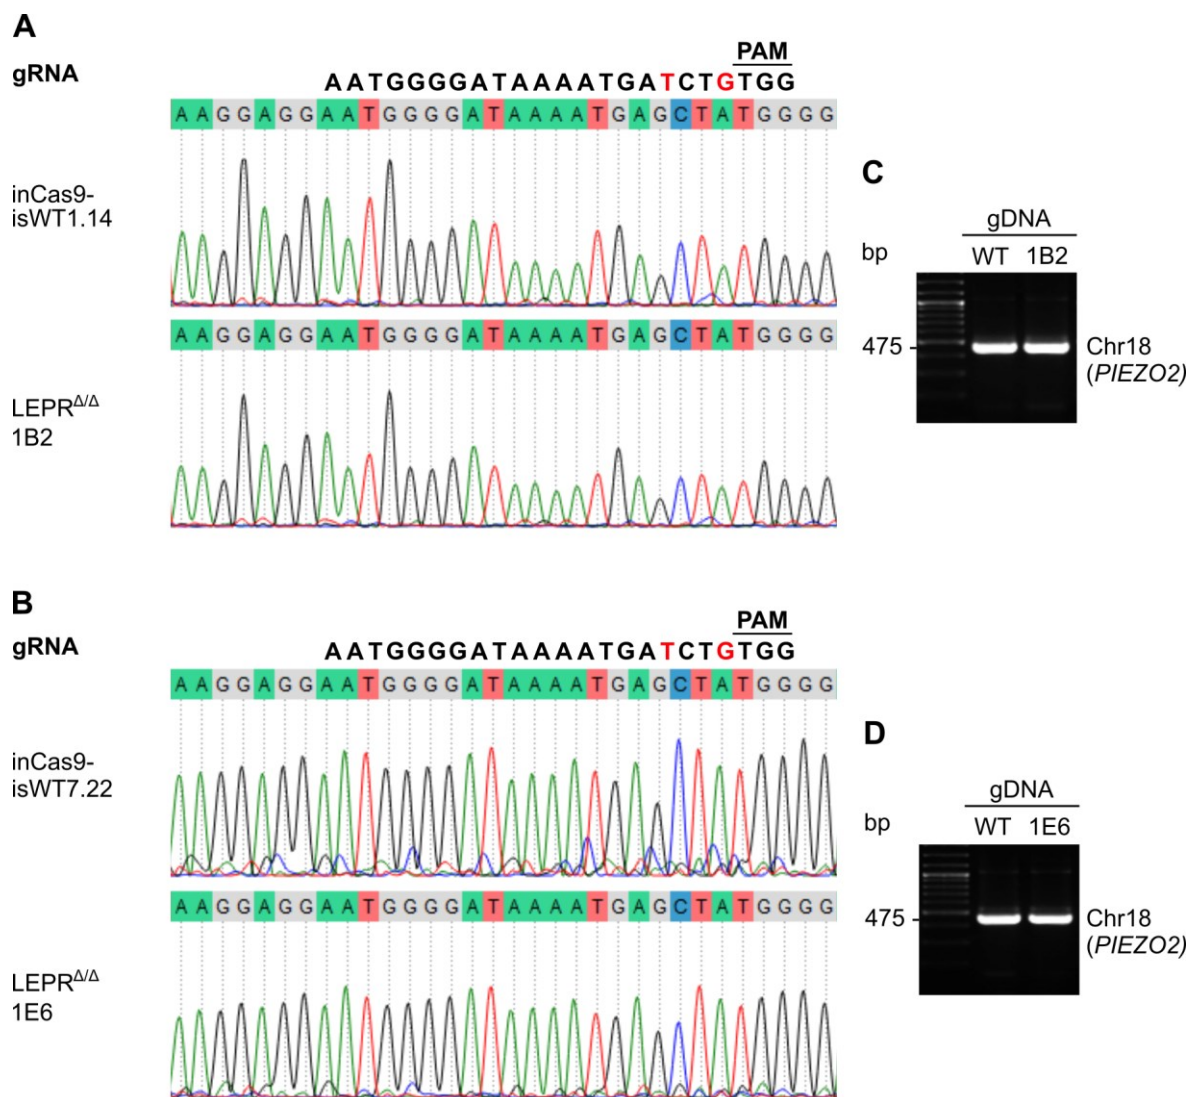 A
PAM
gRNA AATGGGGATAAAATGATCTGTGG
AAGGAGGAATGGGGATAAAATGAGCTATGGGG
inCas9-
isWT1.14
AAGGAGGAATGGGGATAAAATGAGCTATGGGG
LEPRΔ/Δ
1B2
C
gDNA
bp WT 1B2
475
Chr18
(PIEZO2)
B
PAM
gRNA AATGGGGATAAAATGATCTGTGG
AAGGAGGAATGGGGATAAAATGAGCTATGGGG
inCas9-
isWT7.22
AAGGAGGAATGGGGATAAAATGAGCTATGGGG
LEPRΔ/Δ
1E6
D
gDNA
bp WT 1E6
475
Chr18
(PIEZO2)